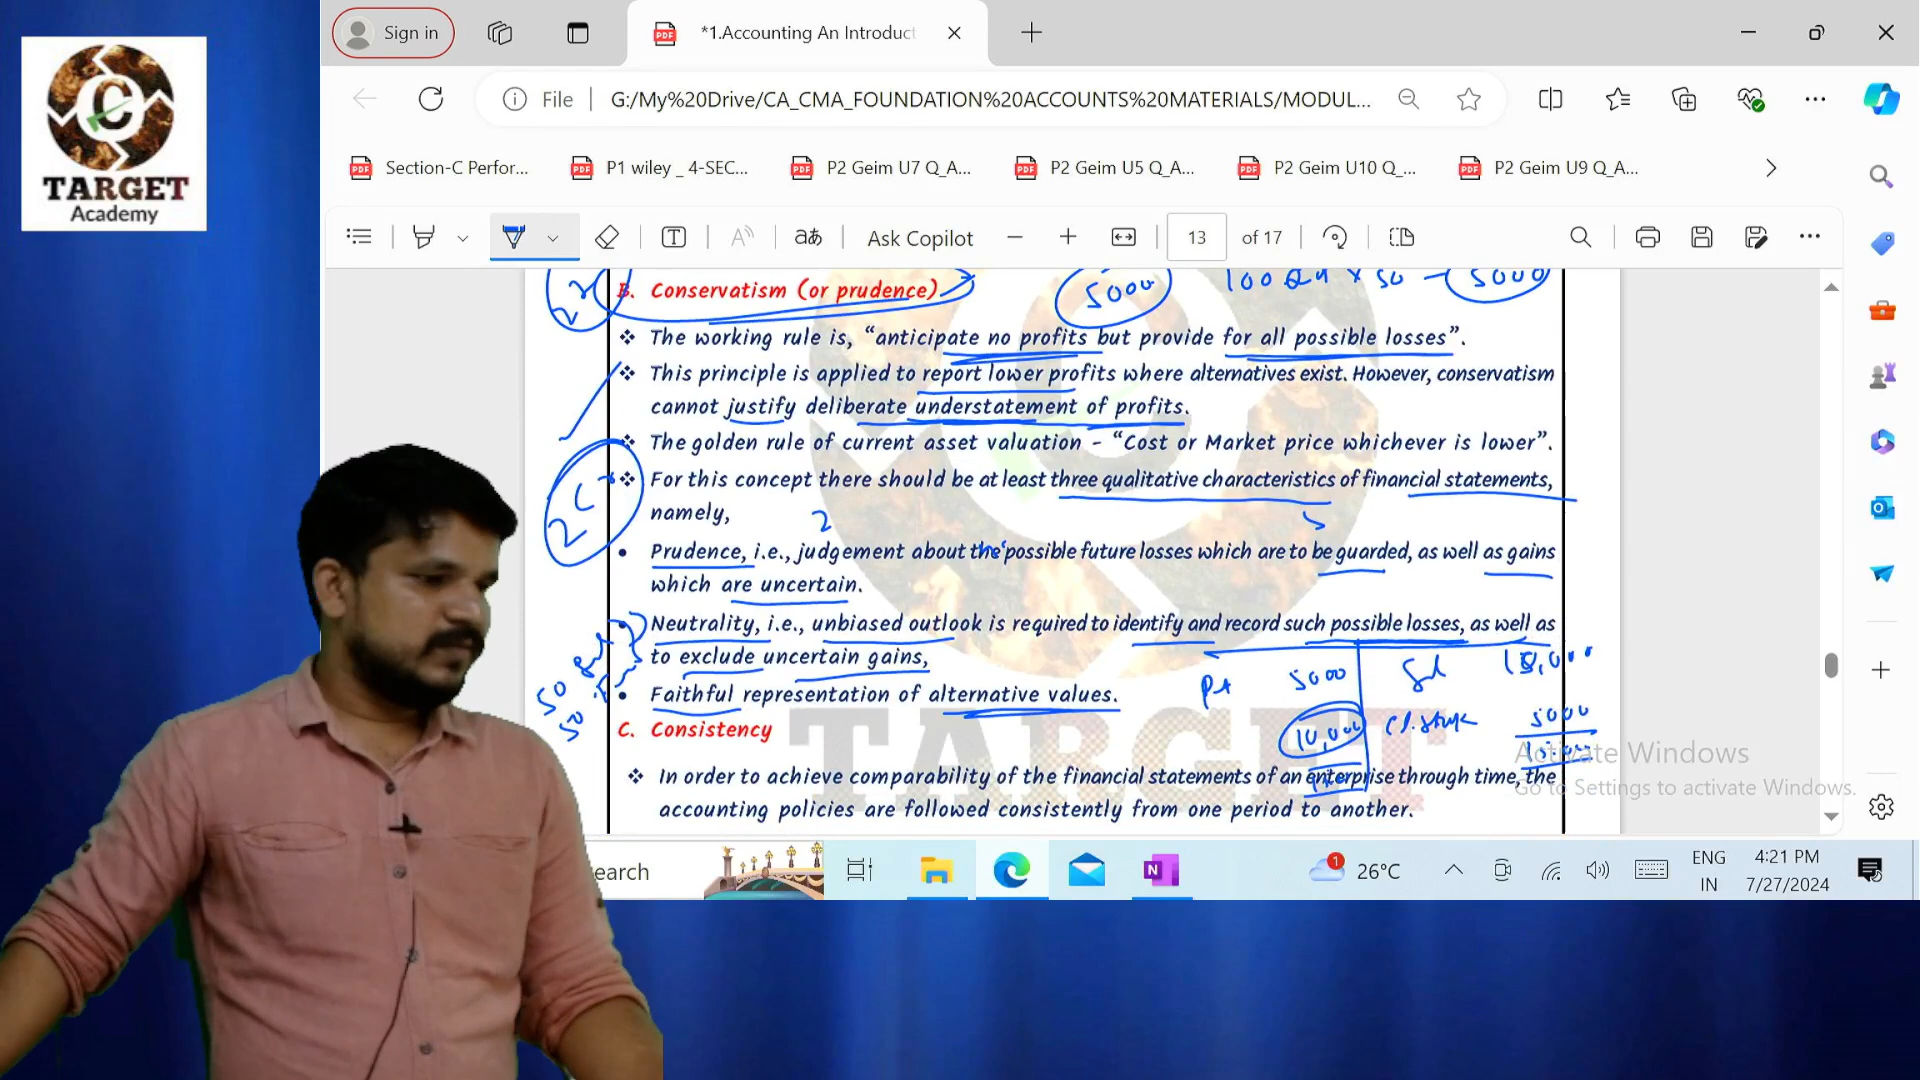 Sign in
*1.Accounting An Introduct
File
G:/My%20Drive/CA_CMA_FOUNDATION%20ACCOUNTS%20MATERIALS/MODUL...
TARGET
Academy
Section-C Perfor...
P1 wiley _ 4-SEC...
P2 Geim U7 Q_A...
P2 Geim U5 Q_A...
P2 Geim U10 Q_...
P2 Geim U9 Q_A...
Ask Copilot
13
of 17
B. Conservatism (or prudence)
5000
5000
❖ The working rule is, “anticipate no profits but provide for all possible losses”.
❖ This principle is applied to report lower profits where alternatives exist. However, conservatism
cannot justify deliberate understatement of profits.
❖ The golden rule of current asset valuation - “Cost or Market price whichever is lower”.
❖ For this concept there should be at least three qualitative characteristics of financial statements,
namely,
• Prudence, i.e., judgement about the possible future losses which are to be guarded, as well as gains
which are uncertain.
• Neutrality, i.e., unbiased outlook is required to identify and record such possible losses, as well as
to exclude uncertain gains,
5000
• Faithful representation of alternative values.
10,000
5000
C. Consistency
Activate Windows
Go to Settings to activate Windows.
❖ In order to achieve comparability of the financial statements of an enterprise through time, the
accounting policies are followed consistently from one period to another.
TARGET
earch
1
26°C
ENG
IN
4:21 PM
7/27/2024